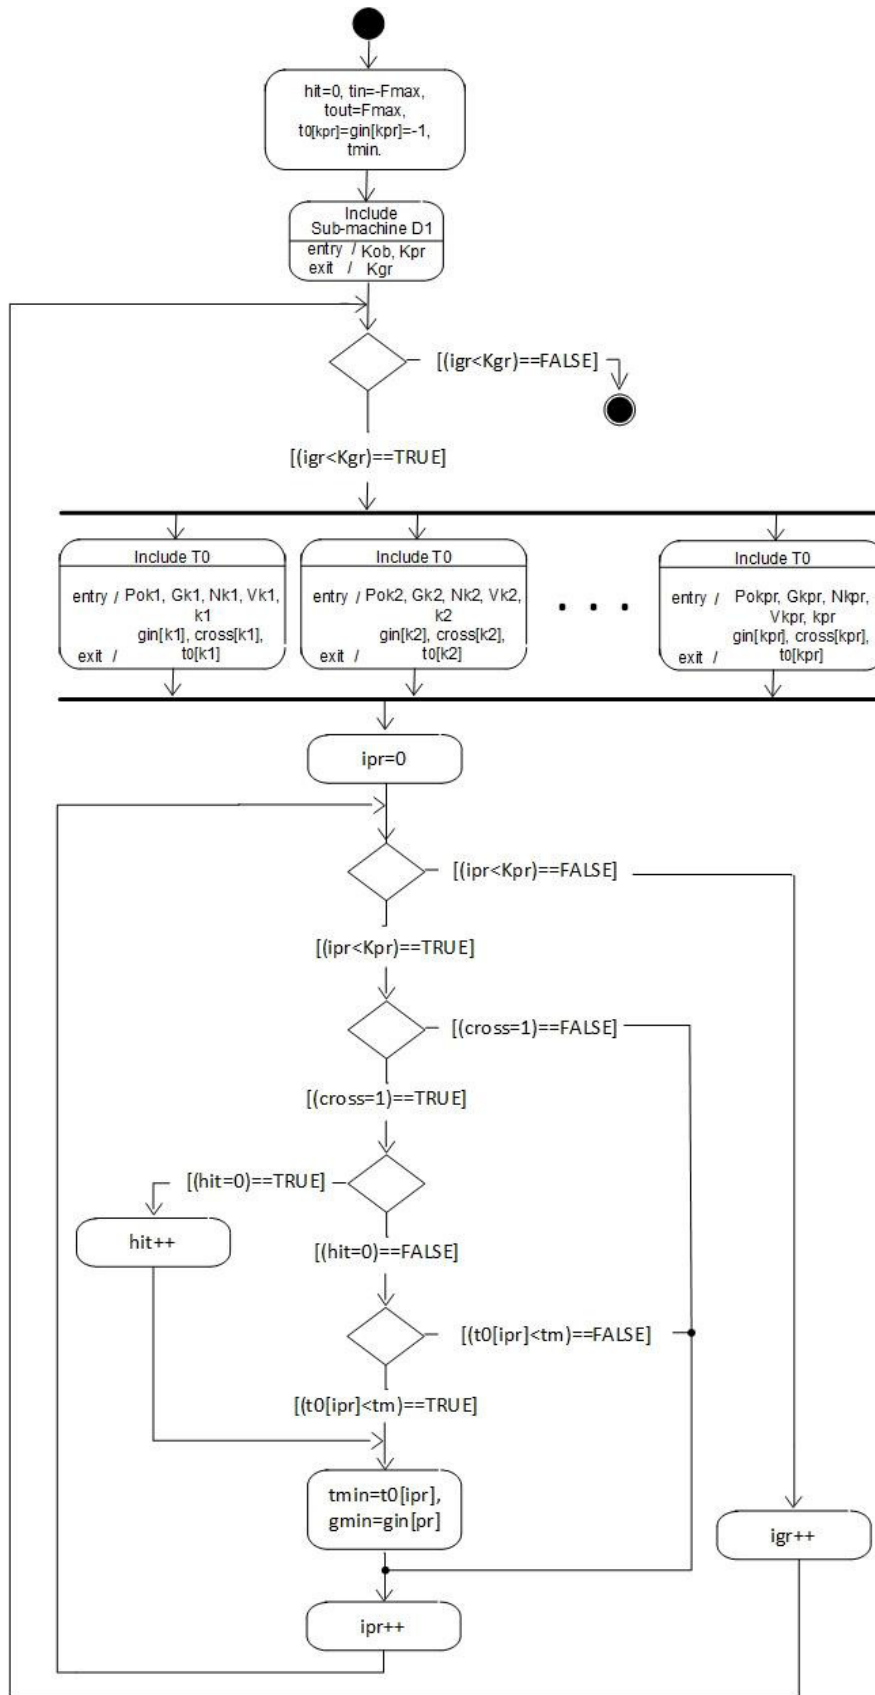 hit=0, tin=-Fmax,
tout=Fmax,
t0[kpr]=gin[kpr]=-1,
tmin.
Include
Sub-machine D1
entry / Kob, Kpr
exit / Kgr
[(igr<Kgr)==FALSE]
[(igr<Kgr)==TRUE]
Include T0
entry / Pok1, Gk1, Nk1, Vk1,
k1
gin[k1], cross[k1],
exit / t0[k1]
Include T0
entry / Pok2, Gk2, Nk2, Vk2,
k2
gin[k2], cross[k2],
exit / t0[k2]
. . .
Include T0
entry / Pokpr, Gkpr, Nkpr,
Vkpr, kpr
gin[kpr], cross[kpr],
exit / t0[kpr]
ipr=0
[(ipr<Kpr)==FALSE]
[(ipr<Kpr)==TRUE]
[(cross=1)==FALSE]
[(cross=1)==TRUE]
[(hit=0)==TRUE]
hit++
[(hit=0)==FALSE]
[(t0[ipr]<tm)==FALSE]
[(t0[ipr]<tm)==TRUE]
tmin=t0[ipr],
gmin=gin[pr]
igr++
ipr++